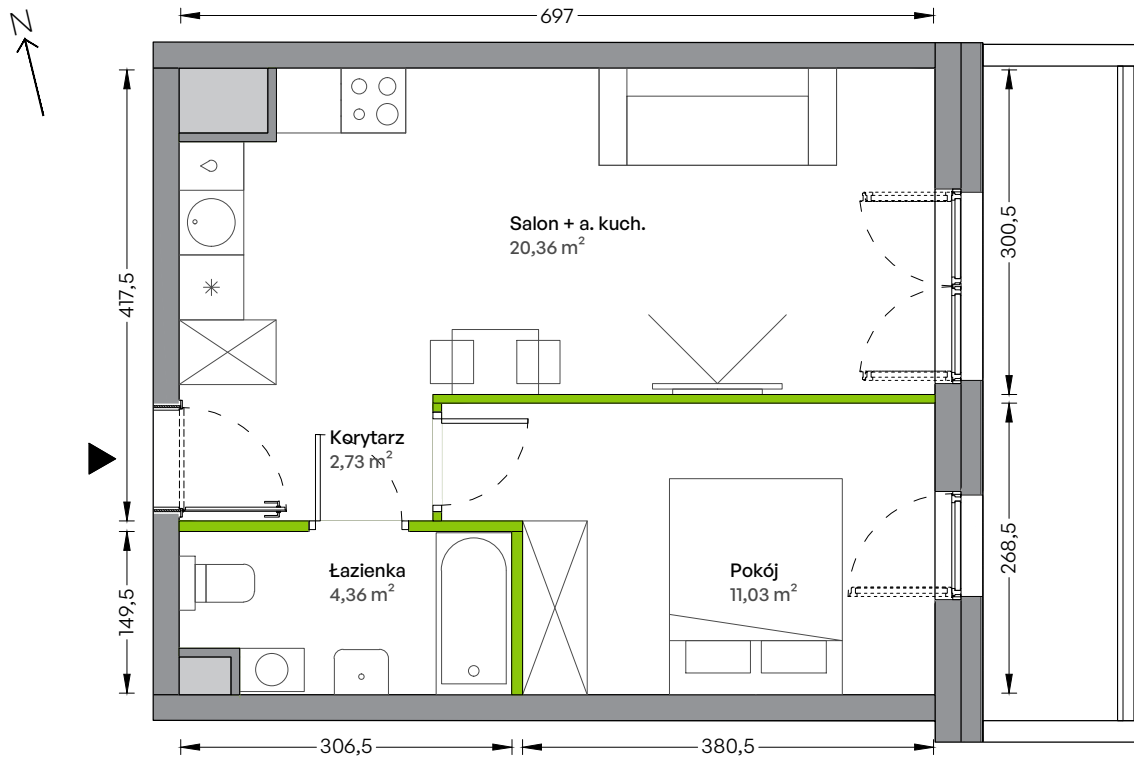 N
697
Salon + a. kuch.
20,36 m²
300,5
417,5
Korytarz
2,73 m²
Łazienka
4,36 m²
Pokój
11,03 m²
268,5
149,5
306,5
380,5